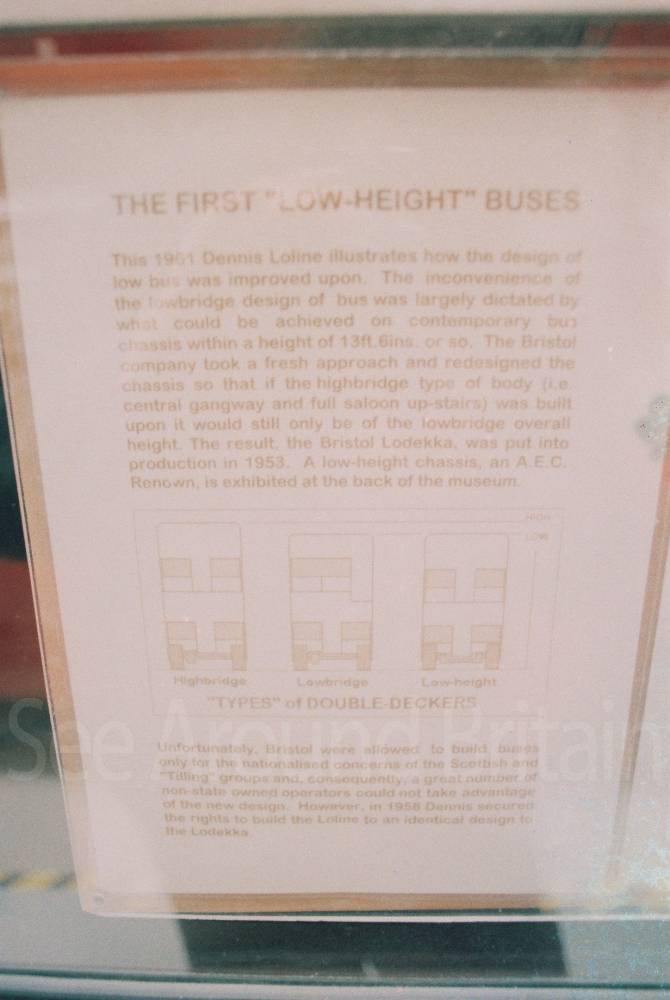 THE FIRST "LOW-HEIGHT" BUSES
This 1961 Dennis Loline illustrates how the design of
low bus was improved upon. The inconvenience of
the lowbridge design of bus was largely dictated by
what could be achieved on contemporary bus
chassis within a height of 13ft.6ins. or so. The Bristol
company took a fresh approach and redesigned the
chassis so that if the highbridge type of body (i.e.
central gangway and full saloon up-stairs) was built
upon it would still only be of the lowbridge overall
height. The result, the Bristol Lodekka, was put into
production in 1953. A low-height chassis, an A.E.C.
Renown, is exhibited at the back of the museum.
HIGH
LOW
Highbridge Lowbridge Low-height
"TYPES" of DOUBLE-DECKERS
See Around Britain
Unfortunately, Bristol were allowed to build buses
only for the nationalised concerns of the Scottish and
"Tilling" groups and, consequently, a great number of
non-state owned operators could not take advantage
of the new design. However, in 1958 Dennis secured
the rights to build the Loline to an identical design to
the Lodekka.